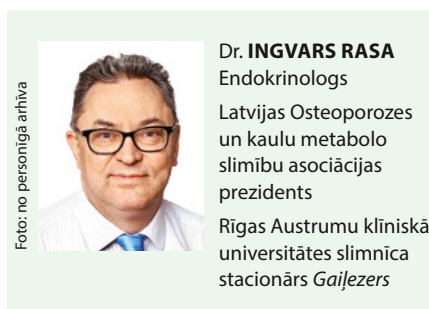 Foto: no personīgā arhīva
Dr. INGVARS RASA
Endokrinologs
Latvijas Osteoporozes
un kaulu metabolo
slimību asociācijas
prezidents
Rīgas Austrumu klīniskā
universitātes slimnīca
stacionārs Gaiļezers